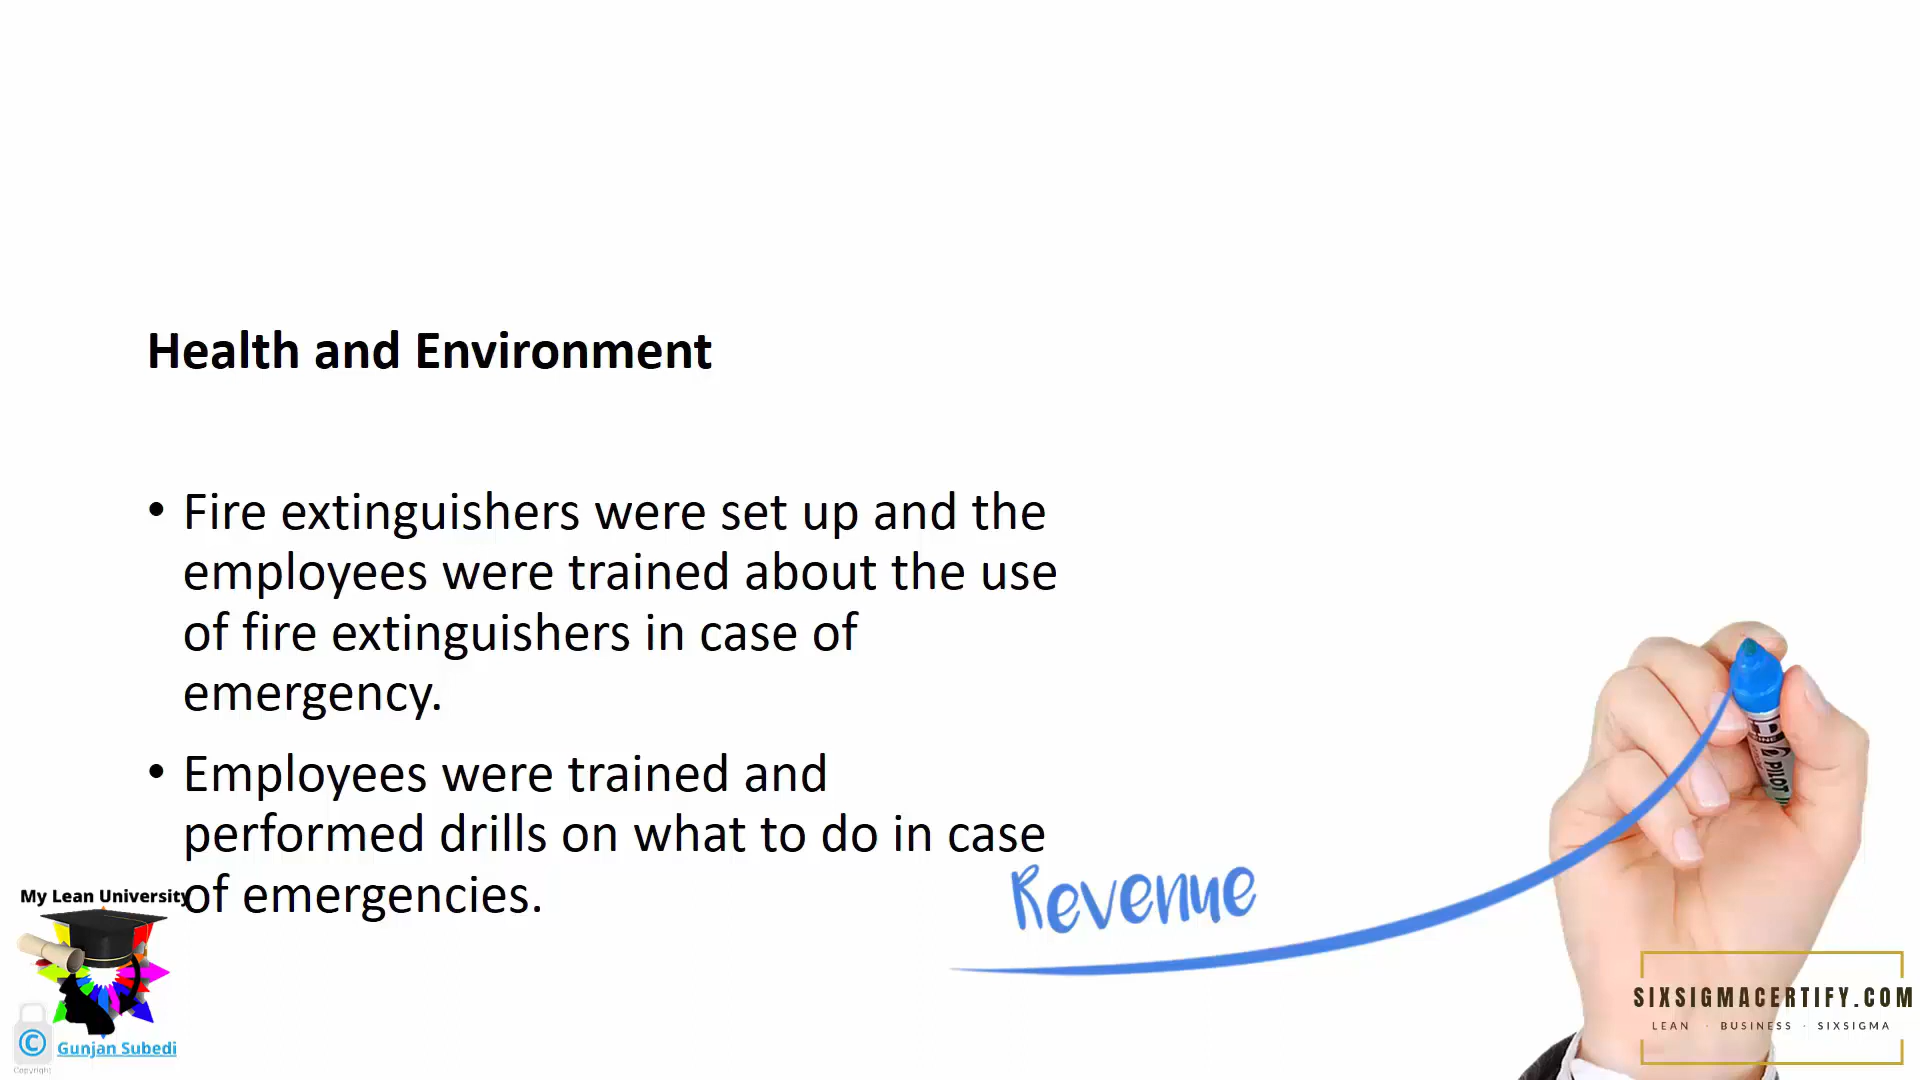 Health and Environment
• Fire extinguishers were set up and the
employees were trained about the use
of fire extinguishers in case of
emergency.
• Employees were trained and
performed drills on what to do in case
of emergencies.
Revenue
PILOT
My Lean University
©
Gunjan Subedi
Copyright
SIXSIGMACERTIFY.COM
LEAN · BUSINESS · SIXSIGMA